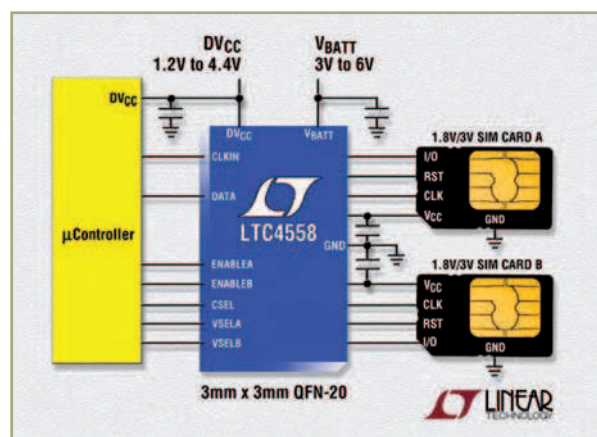 DVCC
1.2V to 4.4V
VBATT
3V to 6V
DVCC
DVCC
VBATT
1.8V/3V SIM CARD A
CLKIN
I/O
RST
DATA
CLK
VCC
GND
µController
LTC4558
GND
1.8V/3V SIM CARD B
ENABLEA
ENABLEB
VCC
CSEL
CLK
VSELA
RST
VSELB
I/O
GND
3mm x 3mm QFN-20
LINEAR
TECHNOLOGY